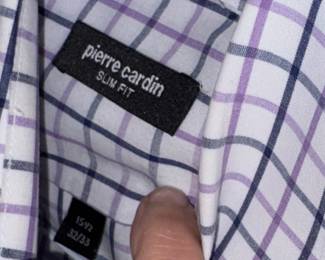 pierre cardin
SLIM FIT
15½
32/33